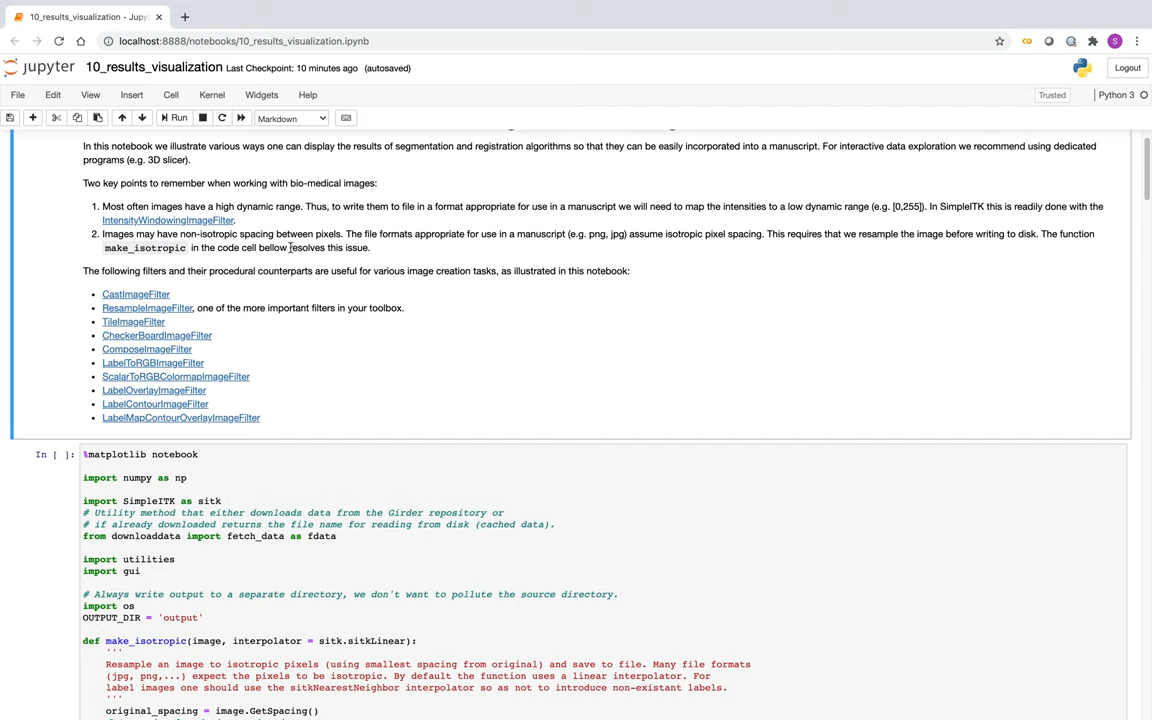 10_results_visualization - Jupyt
localhost:8888/notebooks/10_results_visualization.ipynb
S
jupyter 10_results_visualization Last Checkpoint: 10 minutes ago (autosaved)
Logout
File Edit View Insert Cell Kernel Widgets Help
Trusted
Python 3
Run
Markdown
In this notebook we illustrate various ways one can display the results of segmentation and registration algorithms so that they can be easily incorporated into a manuscript. For interactive data exploration we recommend using dedicated
programs (e.g. 3D slicer).
Two key points to remember when working with bio-medical images:
1. Most often images have a high dynamic range. Thus, to write them to file in a format appropriate for use in a manuscript we will need to map the intensities to a low dynamic range (e.g. [0,255]). In SimpleITK this is readily done with the
IntensityWindowingImageFilter.
2. Images may have non-isotropic spacing between pixels. The file formats appropriate for use in a manuscript (e.g. png, jpg) assume isotropic pixel spacing. This requires that we resample the image before writing to disk. The function
make_isotropic in the code cell bellow resolves this issue.
The following filters and their procedural counterparts are useful for various image creation tasks, as illustrated in this notebook:
• CastImageFilter
• ResampleImageFilter, one of the more important filters in your toolbox.
• TileImageFilter
• CheckerBoardImageFilter
• ComposeImageFilter
• LabelToRGBImageFilter
• ScalarToRGBColormapImageFilter
• LabelOverlayImageFilter
• LabelContourImageFilter
• LabelMapContourOverlayImageFilter
In [ ]:
%matplotlib notebook
import numpy as np
import SimpleITK as sitk
# Utility method that either downloads data from the Girder repository or
# if already downloaded returns the file name for reading from disk (cached data).
from downloaddata import fetch_data as fdata
import utilities
import gui
# Always write output to a separate directory, we don't want to pollute the source directory.
import os
OUTPUT_DIR = 'output'
def make_isotropic(image, interpolator = sitk.sitkLinear):
'''
Resample an image to isotropic pixels (using smallest spacing from original) and save to file. Many file formats
(jpg, png,...) expect the pixels to be isotropic. By default the function uses a linear interpolator. For
label images one should use the sitkNearestNeighbor interpolator so as not to introduce non-existant labels.
'''
original_spacing = image.GetSpacing()